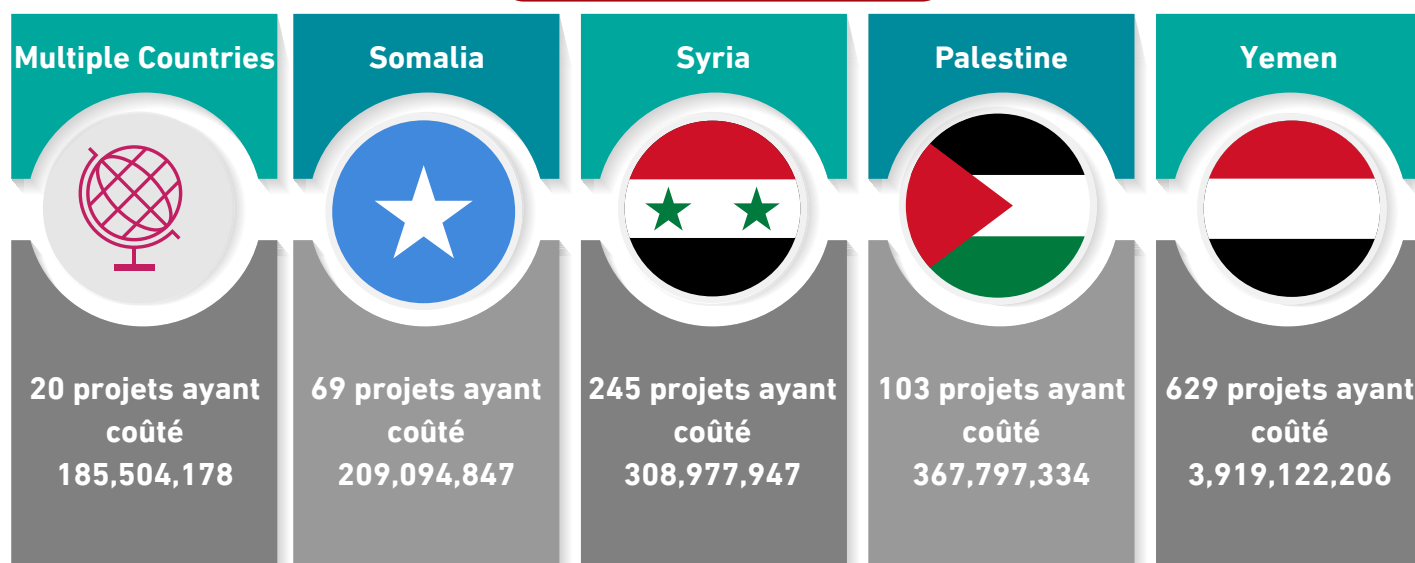 Multiple Countries
20 projets ayant
coûté
185,504,178
Somalia
69 projets ayant
coûté
209,094,847
Syria
245 projets ayant
coûté
308,977,947
Palestine
103 projets ayant
coûté
367,797,334
Yemen
629 projets ayant
coûté
3,919,122,206